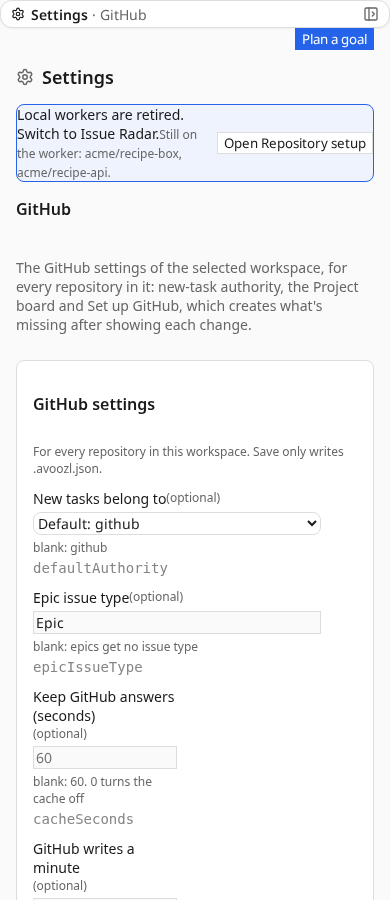 Settings · GitHub
Plan a goal
Settings
Local workers are retired.
Switch to Issue Radar.Still on
the worker: acme/recipe-box,
acme/recipe-api.
Open Repository setup
GitHub
The GitHub settings of the selected workspace, for
every repository in it: new-task authority, the Project
board and Set up GitHub, which creates what's
missing after showing each change.
GitHub settings
For every repository in this workspace. Save only writes
.avoozl.json.
New tasks belong to(optional)
Default: github
blank: github
defaultAuthority
Epic issue type(optional)
Epic
blank: epics get no issue type
epicIssueType
Keep GitHub answers
(seconds)
(optional)
60
blank: 60. 0 turns the
cache off
cacheSeconds
GitHub writes a
minute
(optional)